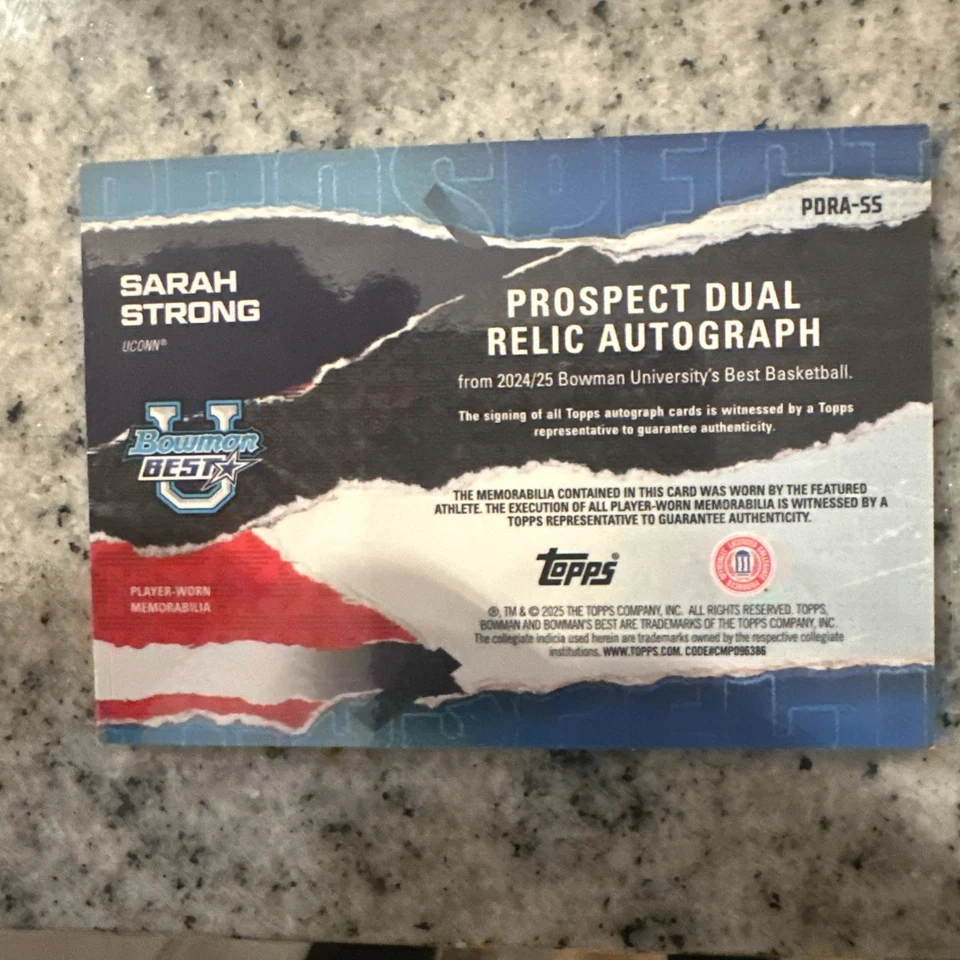 PROSPECT
PDRA-SS
SARAH
STRONG
UCONN®
PROSPECT DUAL
RELIC AUTOGRAPH
from 2024/25 Bowman University's Best Basketball.
The signing of all Topps autograph cards is witnessed by a Topps
representative to guarantee authenticity.
U
Bowman
BEST
THE MEMORABILIA CONTAINED IN THIS CARD WAS WORN BY THE FEATURED
ATHLETE. THE EXECUTION OF ALL PLAYER-WORN MEMORABILIA IS WITNESSED BY A
TOPPS REPRESENTATIVE TO GUARANTEE AUTHENTICITY.
PLAYER-WORN
MEMORABILIA
Topps®
®, TM & © 2025 THE TOPPS COMPANY, INC. ALL RIGHTS RESERVED. TOPPS,
BOWMAN AND BOWMAN'S BEST ARE TRADEMARKS OF THE TOPPS COMPANY, INC.
The collegiate indicia used herein are trademarks owned by the respective collegiate
institutions. WWW.TOPPS.COM. CODE#CMP096386